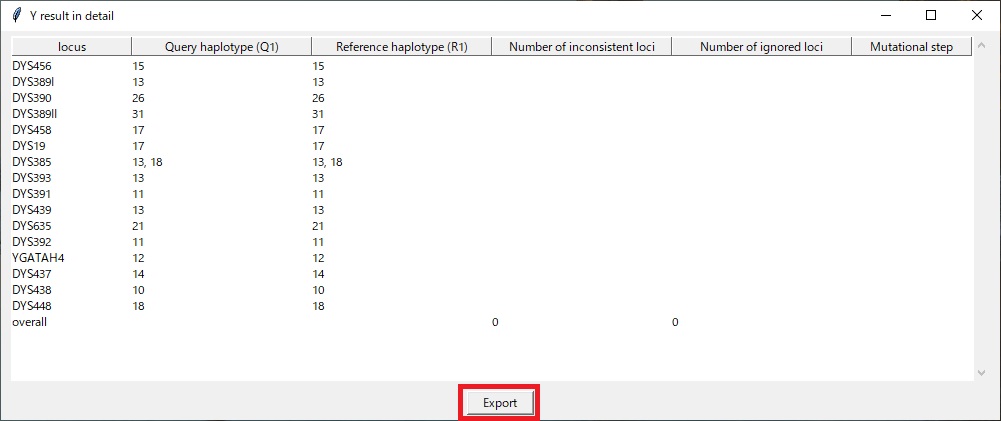 Y result in detail
locus Query haplotype (Q1) Reference haplotype (R1) Number of inconsistent loci Number of ignored loci Mutational step
DYS456 15 15
DYS389I 13 13
DYS390 26 26
DYS389II 31 31
DYS458 17 17
DYS19 17 17
DYS385 13, 18 13, 18
DYS393 13 13
DYS391 11 11
DYS439 13 13
DYS635 21 21
DYS392 11 11
YGATAH4 12 12
DYS437 14 14
DYS438 10 10
DYS448 18 18
overall 0 0
Export